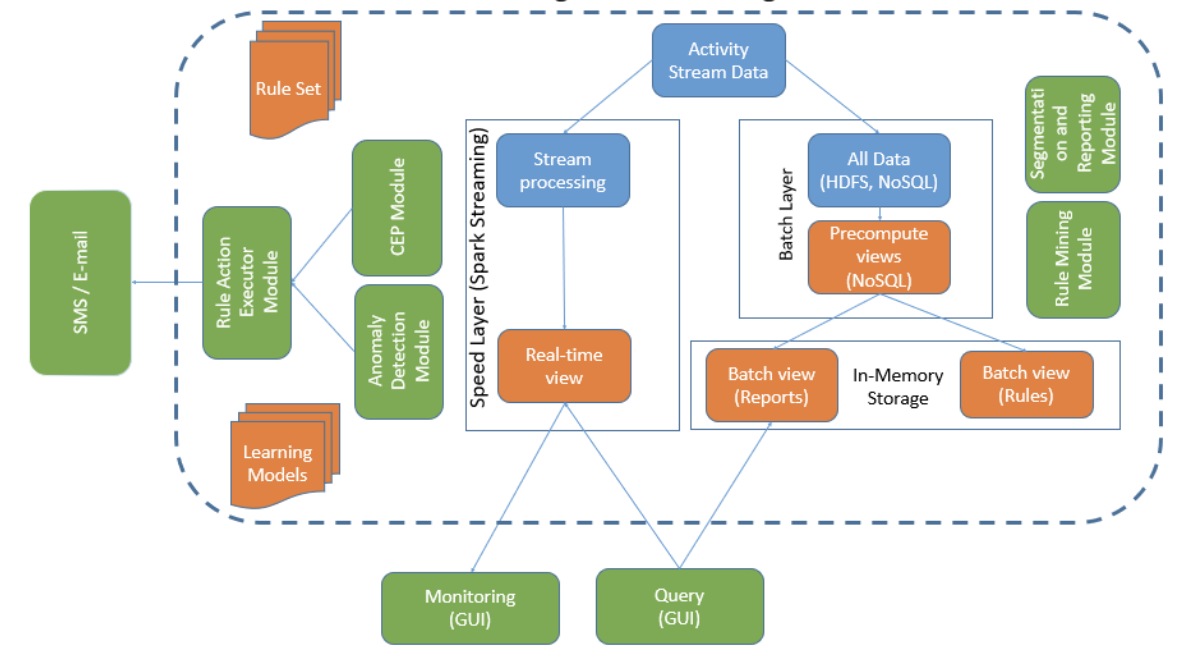 Activity
Stream Data
Rule Set
Speed Layer (Spark Streaming)
Stream
processing
Real-time
view
Batch Layer
All Data
(HDFS, NoSQL)
Precompute
views
(NoSQL)
Segmentati
on and
Reporting
Module
Rule Mining
Module
CEP Module
Anomaly
Detection
Module
Rule Action
Executor
Module
SMS / E-mail
Batch view
(Reports)
In-Memory
Storage
Batch view
(Rules)
Learning
Models
Monitoring
(GUI)
Query
(GUI)